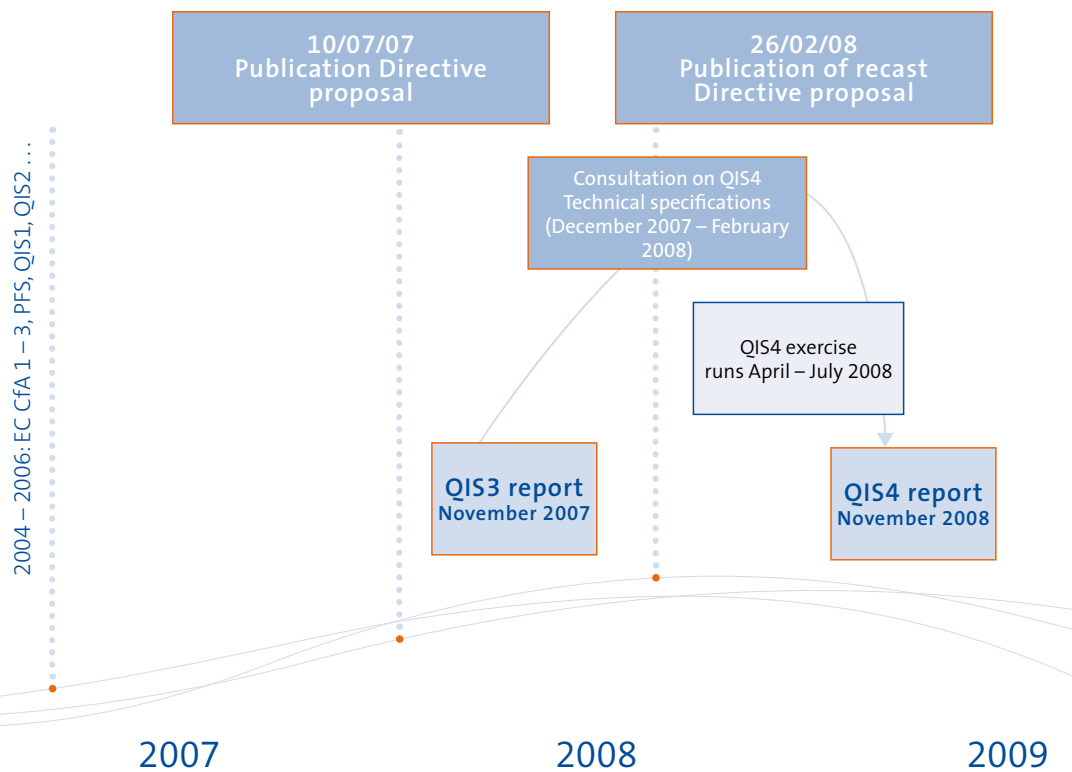 10/07/07
Publication Directive
proposal
26/02/08
Publication of recast
Directive proposal
2004 – 2006: EC CfA 1 – 3, PFS, QIS1, QIS2 ...
Consultation on QIS4
Technical specifications
(December 2007 – February
2008)
QIS4 exercise
runs April – July 2008
QIS3 report
November 2007
QIS4 report
November 2008
2007
2008
2009